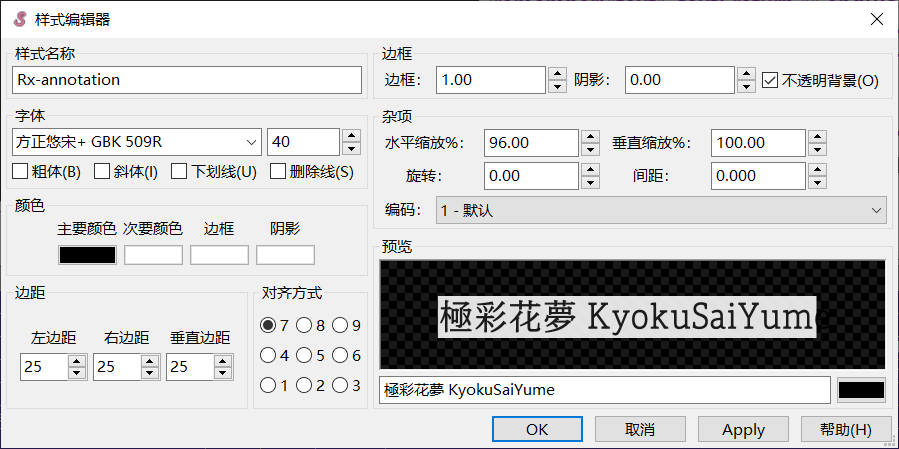 样式编辑器
样式名称
Rx-annotation
字体
方正悠宋+ GBK 509R
40
粗体(B) 斜体(I) 下划线(U) 删除线(S)
颜色
主要颜色 次要颜色 边框 阴影
边距
左边距 右边距 垂直边距
25 25 25
对齐方式
7 8 9
4 5 6
1 2 3
边框
边框： 1.00 阴影： 0.00 不透明背景(O)
杂项
水平缩放%： 96.00 垂直缩放%： 100.00
旋转： 0.00 间距： 0.000
编码： 1 - 默认
预览
極彩花夢 KyokuSaiYume
極彩花夢 KyokuSaiYume
OK 取消 Apply 帮助(H)